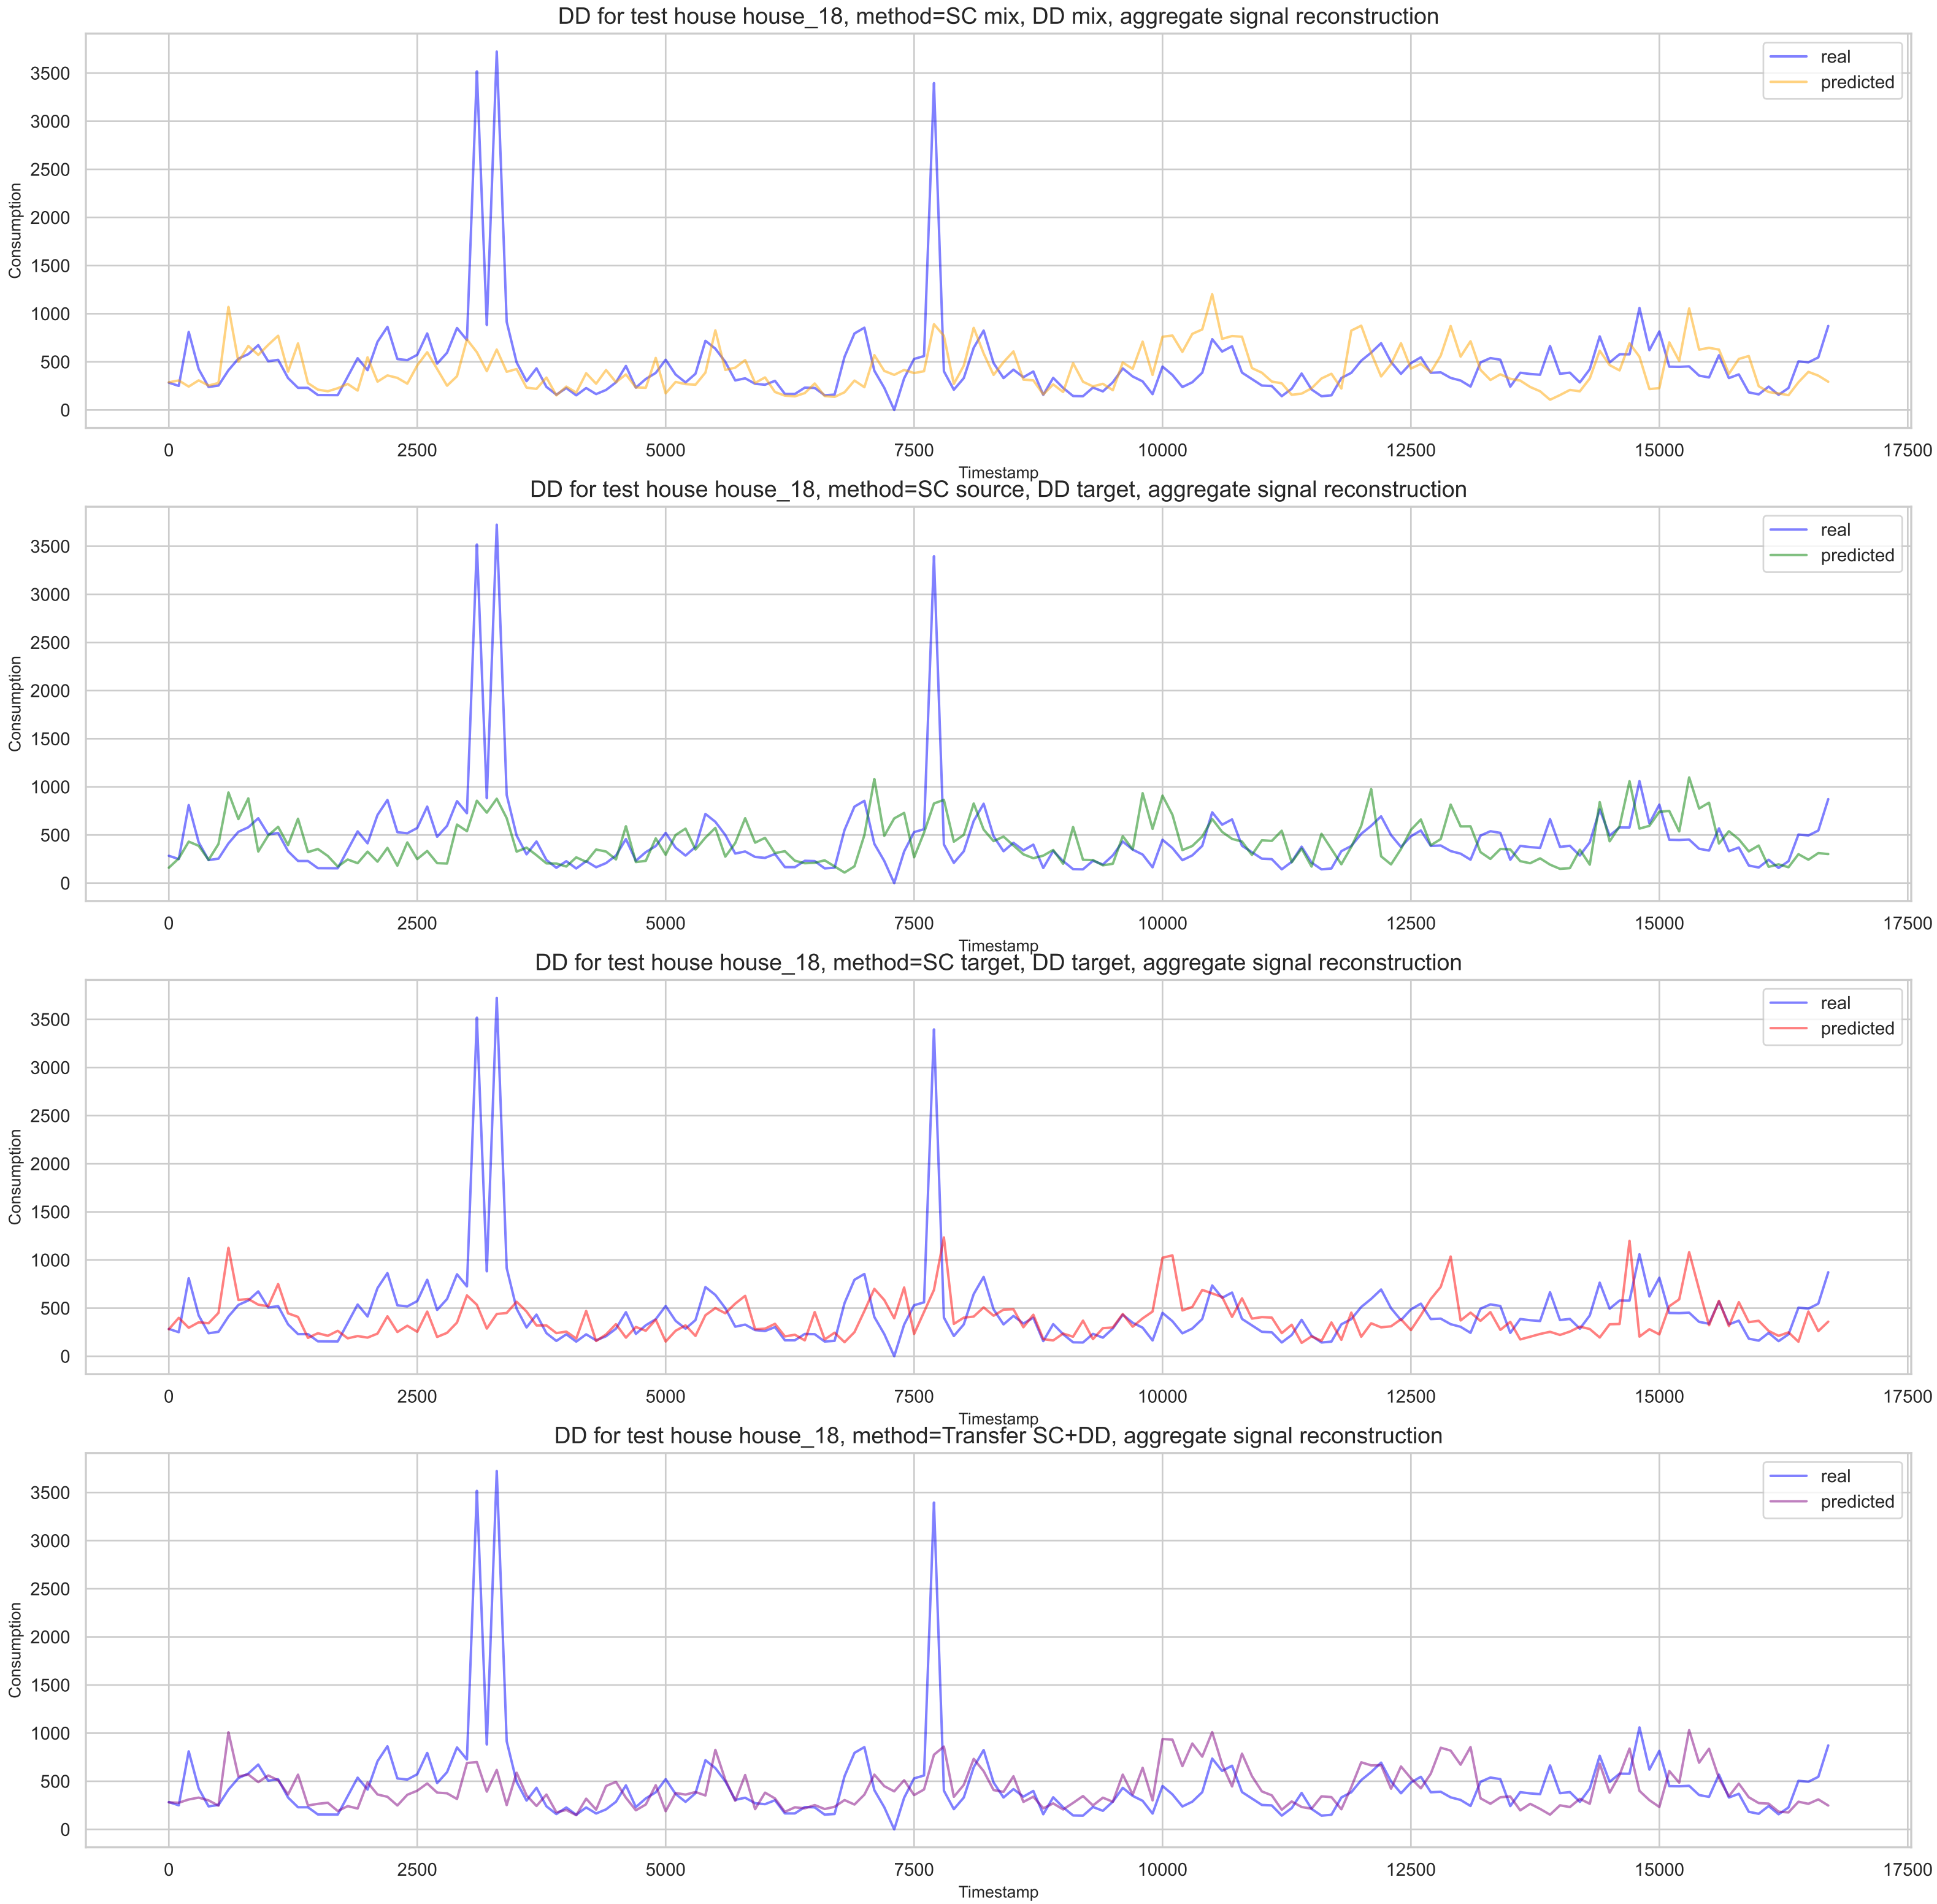 DD for test house house_18, method=SC mix, DD mix, aggregate signal reconstruction
real
predicted
3500
3000
2500
2000
1500
1000
500
0
Consumption
0 2500 5000 7500 10000 12500 15000 17500
Timestamp
DD for test house house_18, method=SC source, DD target, aggregate signal reconstruction
real
predicted
3500
3000
2500
2000
1500
1000
500
0
Consumption
0 2500 5000 7500 10000 12500 15000 17500
Timestamp
DD for test house house_18, method=SC target, DD target, aggregate signal reconstruction
real
predicted
3500
3000
2500
2000
1500
1000
500
0
Consumption
0 2500 5000 7500 10000 12500 15000 17500
Timestamp
DD for test house house_18, method=Transfer SC+DD, aggregate signal reconstruction
real
predicted
3500
3000
2500
2000
1500
1000
500
0
Consumption
0 2500 5000 7500 10000 12500 15000 17500
Timestamp